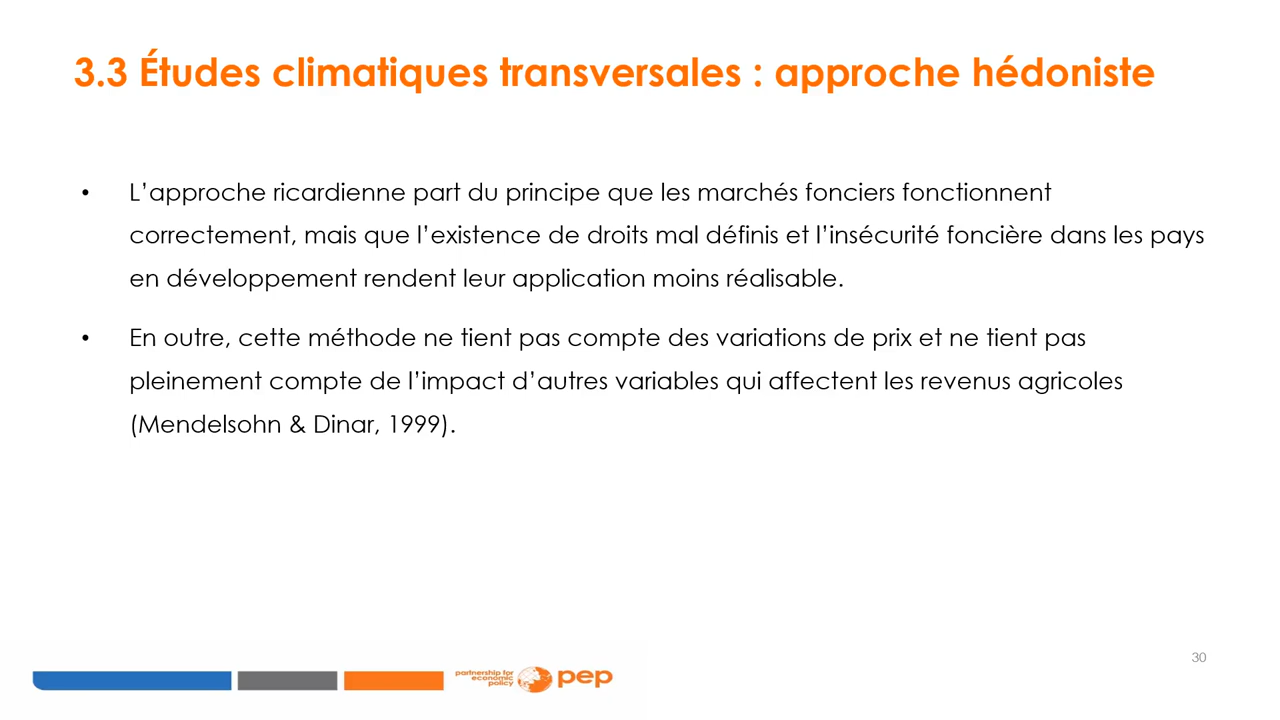 3.3 Études climatiques transversales : approche hédoniste
• L’approche ricardienne part du principe que les marchés fonciers fonctionnent
correctement, mais que l’existence de droits mal définis et l’insécurité foncière dans les pays
en développement rendent leur application moins réalisable.
• En outre, cette méthode ne tient pas compte des variations de prix et ne tient pas
pleinement compte de l’impact d’autres variables qui affectent les revenus agricoles
(Mendelsohn & Dinar, 1999).
30
partnership for
economic
policy
pep